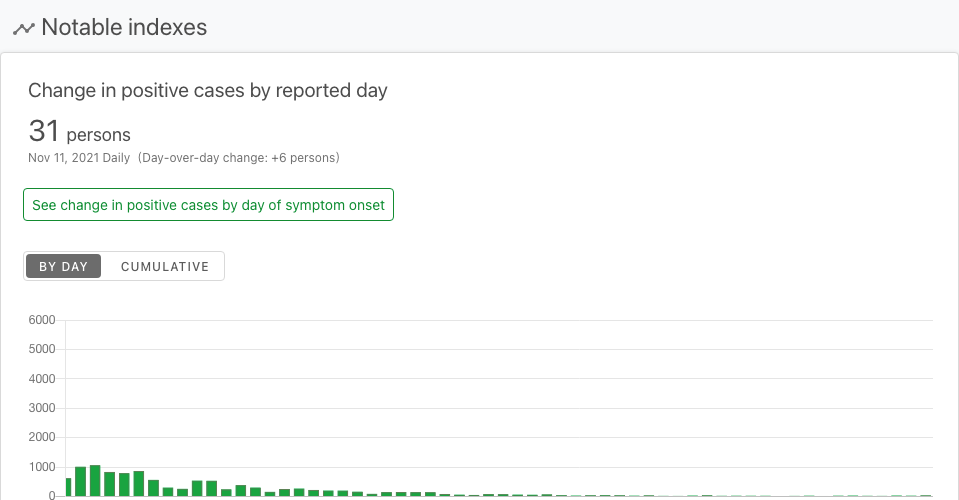 Notable indexes
Change in positive cases by reported day
31 persons
Nov 11, 2021 Daily (Day-over-day change: +6 persons)
See change in positive cases by day of symptom onset
BY DAY CUMULATIVE
6000
5000
4000
3000
2000
1000
0